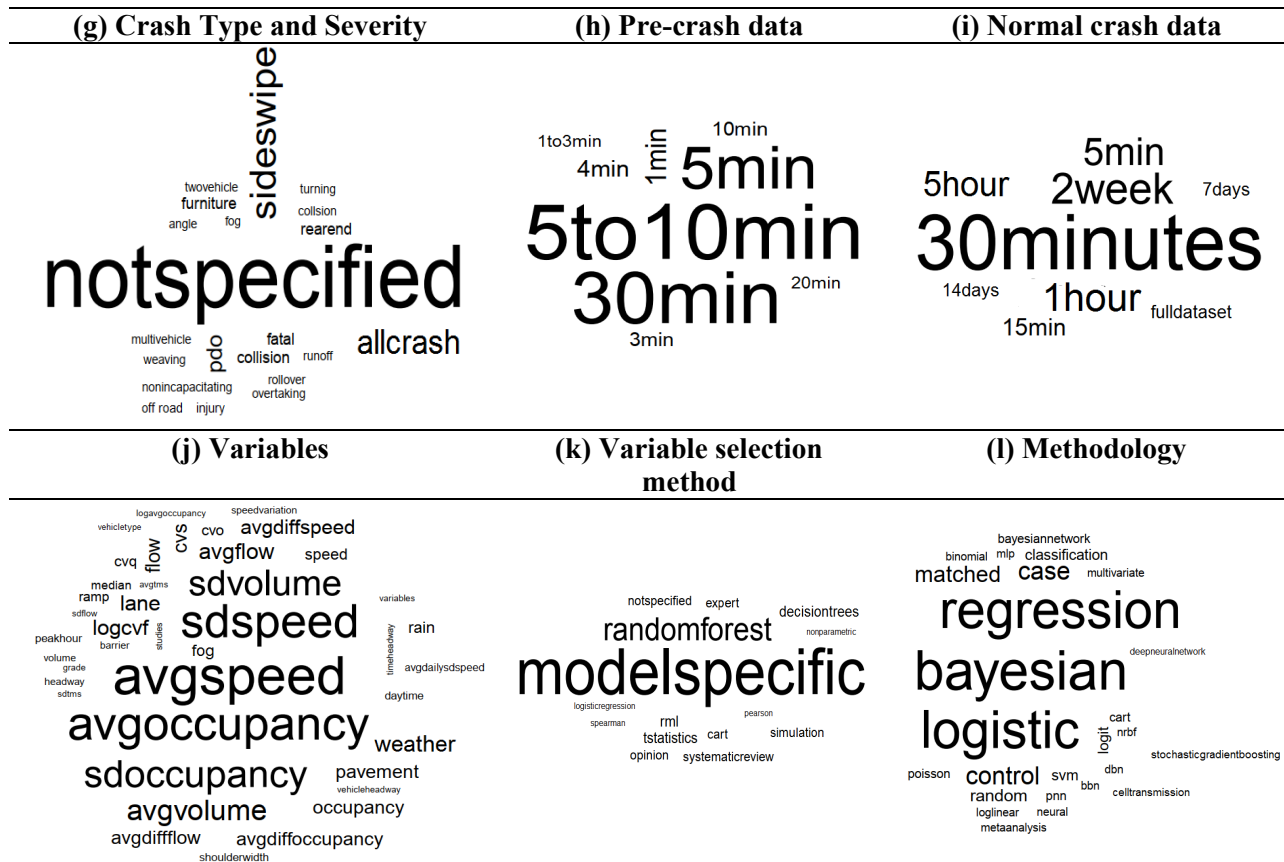 (g) Crash Type and Severity
(h) Pre-crash data
(i) Normal crash data
sideswipe
twovehicle
turning
furniture
collsion
angle
fog
rearend
notspecified
multivehicle
pdo
fatal
allcrash
weaving
collision
runoff
nonincapacitating
rollover
overtaking
off road
injury
1to3min
1min
10min
4min
5min
5to10min
30min
20min
3min
5min
5hour
2week
7days
30minutes
14days
1hour
fulldataset
15min
(j) Variables
(k) Variable selection
method
(l) Methodology
logavgoccupancy
speedvariation
vehicletype
cvs
cvo
avgdiffspeed
flow
avgflow
speed
cvq
median
avgtms
sdvolume
ramp
lane
variables
sdflow
logcvf
studies
sdspeed
rain
peakhour
barrier
fog
timeheadway
volume
grade
avgspeed
avgdailysdspeed
headway
sdtms
daytime
avgoccupancy
weather
sdoccupancy
pavement
vehicleheadway
avgvolume
occupancy
avgdiffflow
avgdiffoccupancy
shoulderwidth
notspecified
expert
decisiontrees
randomforest
nonparametric
modelspecific
logisticregression
pearson
spearman
rml
simulation
tstatistics
cart
opinion
systematicreview
bayesiannetwork
binomial
mlp
classification
matched
case
multivariate
regression
deepneuralnetwork
bayesian
logistic
logit
cart
nrbf
stochasticgradientboosting
poisson
control
svm
dbn
bbn
celltransmission
random
pnn
loglinear
neural
metaanalysis